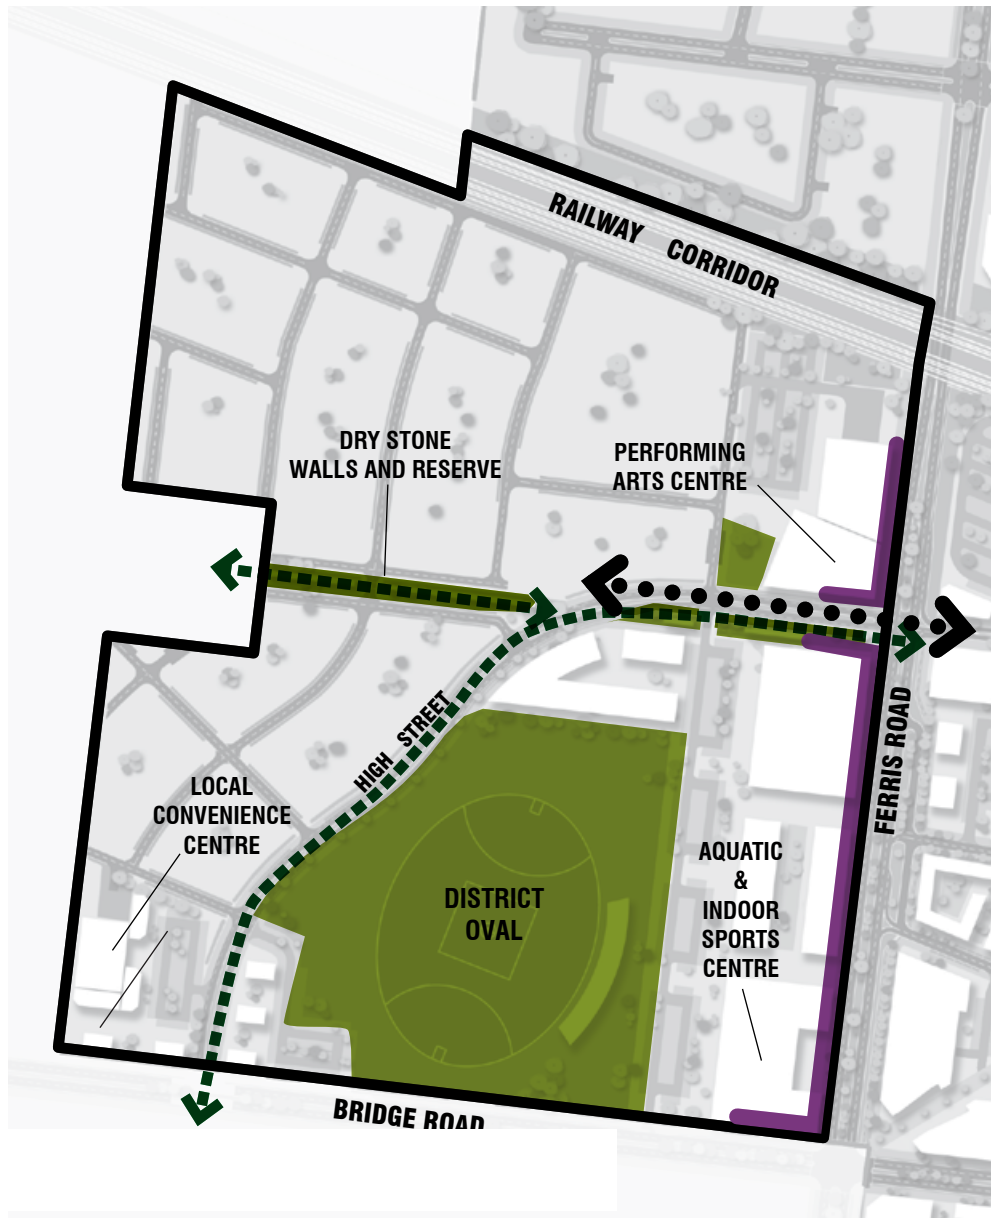 RAILWAY CORRIDOR
DRY STONE
WALLS AND RESERVE
PERFORMING
ARTS CENTRE
HIGH STREET
FERRIS ROAD
LOCAL
CONVENIENCE
CENTRE
AQUATIC
&
INDOOR
SPORTS
CENTRE
DISTRICT
OVAL
BRIDGE ROAD